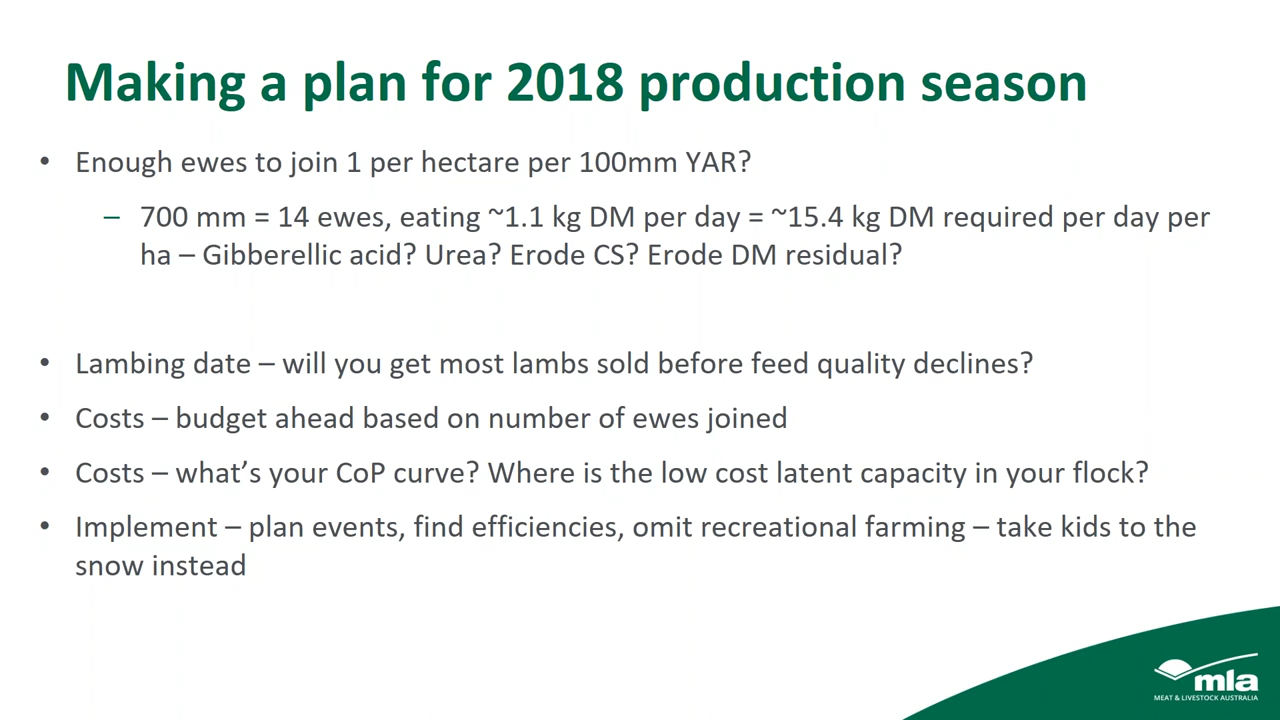 Making a plan for 2018 production season
• Enough ewes to join 1 per hectare per 100mm YAR?
– 700 mm = 14 ewes, eating ~1.1 kg DM per day = ~15.4 kg DM required per day per
ha – Gibberellic acid? Urea? Erode CS? Erode DM residual?
• Lambing date – will you get most lambs sold before feed quality declines?
• Costs – budget ahead based on number of ewes joined
• Costs – what’s your CoP curve? Where is the low cost latent capacity in your flock?
• Implement – plan events, find efficiencies, omit recreational farming – take kids to the
snow instead
mla
MEAT & LIVESTOCK AUSTRALIA